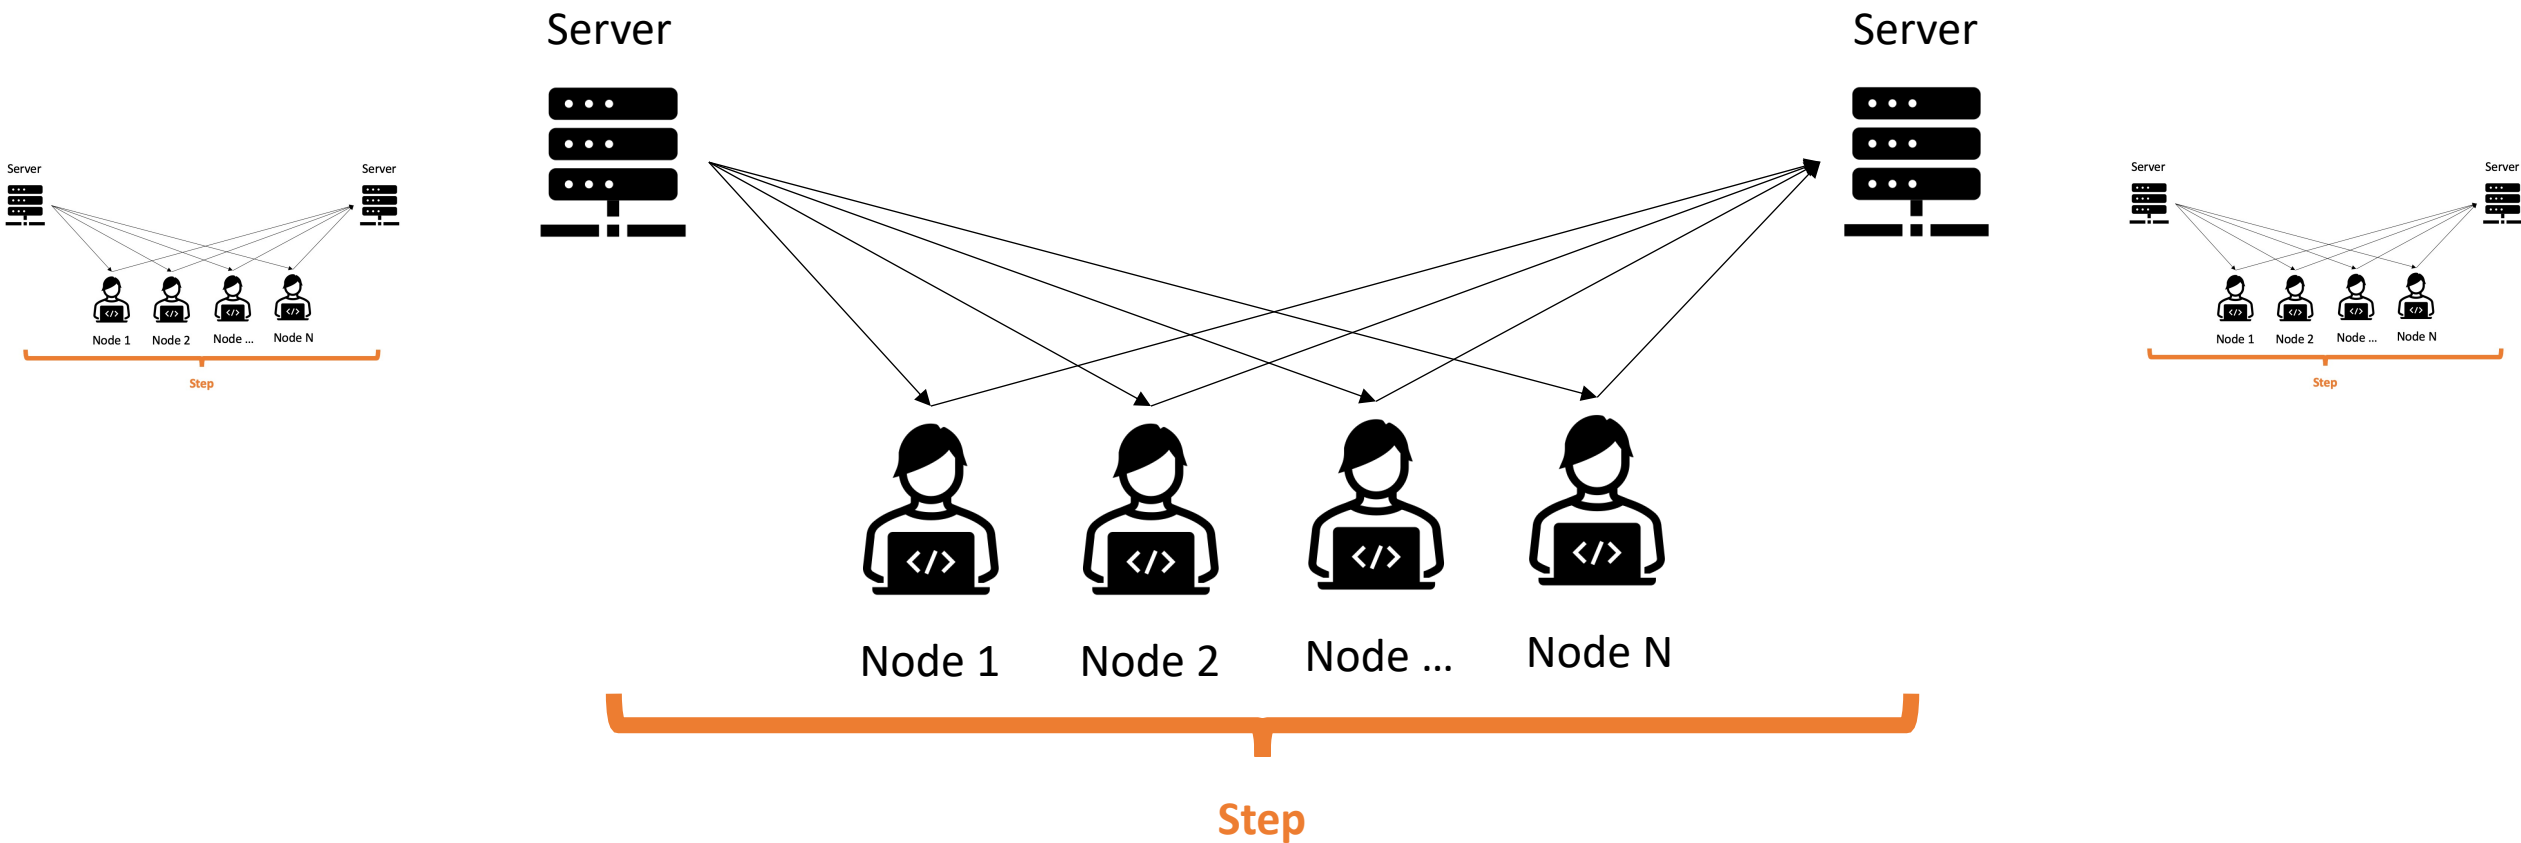 Server
Server
</>
</>
</>
</>
Node 1
Node 2
Node ...
Node N
Step
Server
Server
</>
</>
</>
</>
Node 1
Node 2
Node ...
Node N
Step
Server
Server
</>
</>
</>
</>
Node 1
Node 2
Node ...
Node N
Step